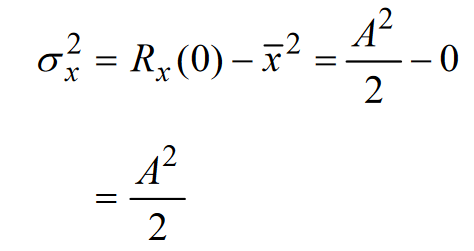 σ_x^2 = R_x(0) − x̄^2 = A^2/2 − 0
= A^2/2